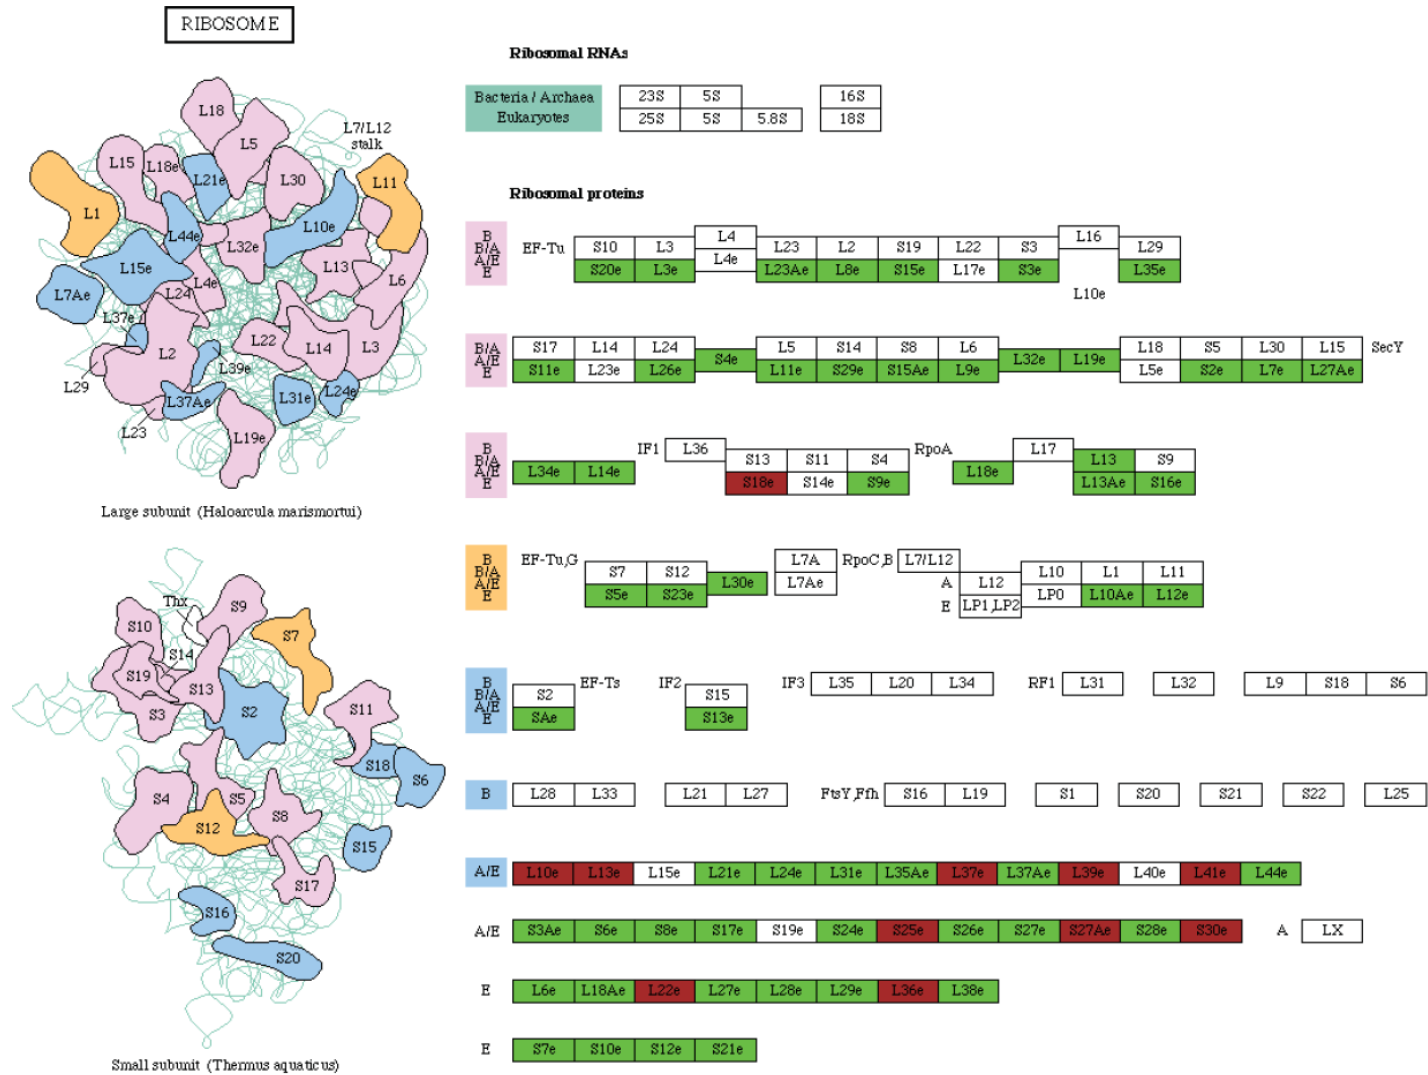 RIBOSOME
L18
L5
L7/L12
stalk
L15
L18e
L21e
L30
L11
L1
L44e
L32e
L10e
L15e
L13
L7Ae
L24
L4e
L6
L37e
L2
L22
L14
L3
L29
L39e
L37Ae
L31e
L24e
L23
L19e
Large subunit (Haloarcula marismortui)
Thx
S9
S10
S7
S14
S19
S13
S3
S2
S11
S18
S6
S4
S5
S8
S12
S15
S17
S16
S20
Small subunit (Thermus aquaticus)
Ribosomal RNAs
Bacteria / Archaea 23S 5S 16S
Eukaryotes 25S 5S 5.8S 18S
Ribosomal proteins
B L4 L16
B/A EF-Tu S10 L3 L23 L2 S19 L22 S3 L29
A/E L4e
E S20e L3e L23Ae L8e S15e L17e S3e L35e
L10e
B/A S17 L14 L24 L5 S14 S8 L6 L18 S5 L30 L15 SecY
A/E S4e L32e L19e
E S11e L23e L26e L11e S29e S15Ae L9e L5e S2e L7e L27Ae
B IF1 L36 RpoA L17
B/A S13 S11 S4 L13 S9
A/E L34e L14e L18e
E S18e S14e S9e L13Ae S16e
B EF-Tu,G L7A RpoC,B L7/L12
B/A S7 S12 L10 L1 L11
A/E L30e L7Ae A L12
E S5e S23e LP0 L10Ae L12e
E LP1,LP2
B EF-Ts IF2 IF3 L35 L20 L34 RF1 L31 L32 L9 S18 S6
B/A S2 S15
A/E
E SAe S13e
B L28 L33 L21 L27 FtsY,Ffh S16 L19 S1 S20 S21 S22 L25
A/E L10e L13e L15e L21e L24e L31e L35Ae L37e L37Ae L39e L40e L41e L44e
A/E S3Ae S6e S8e S17e S19e S24e S25e S26e S27e S27Ae S28e S30e A LX
E L6e L18Ae L22e L27e L28e L29e L36e L38e
E S7e S10e S12e S21e